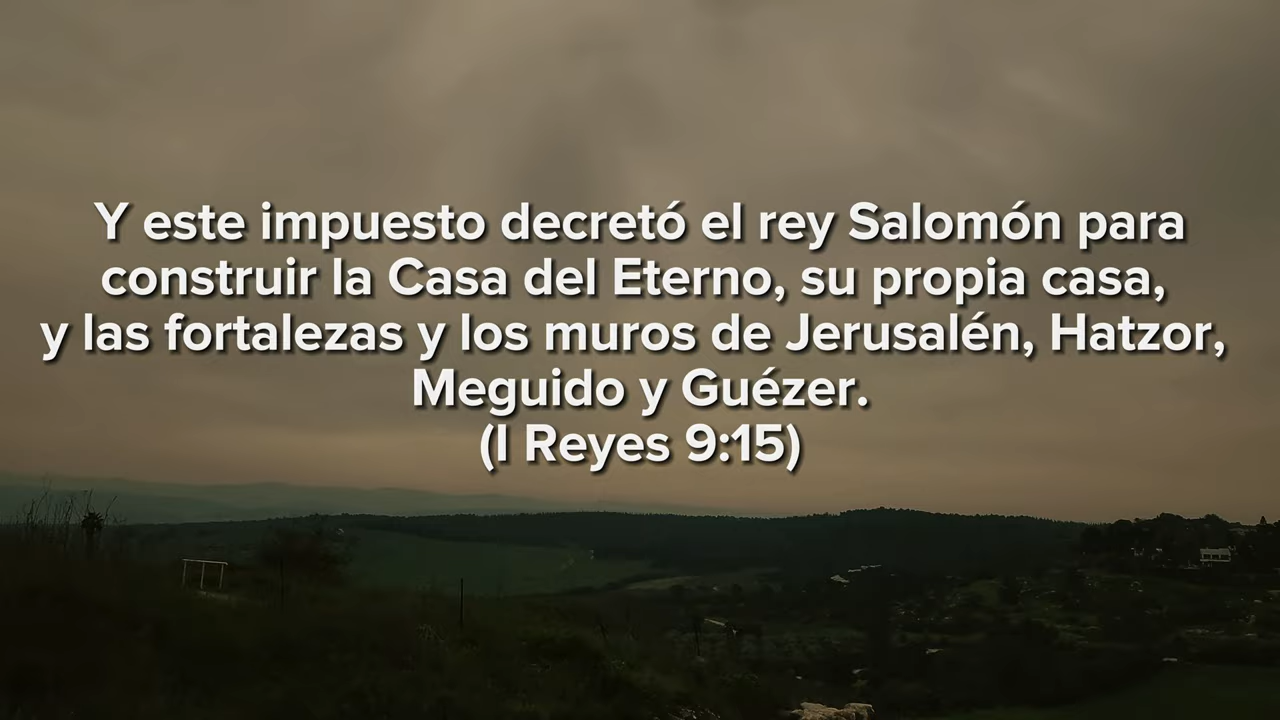 Y este impuesto decretó el rey Salomón para
construir la Casa del Eterno, su propia casa,
y las fortalezas y los muros de Jerusalén, Hatzor,
Meguido y Guézer.
(I Reyes 9:15)